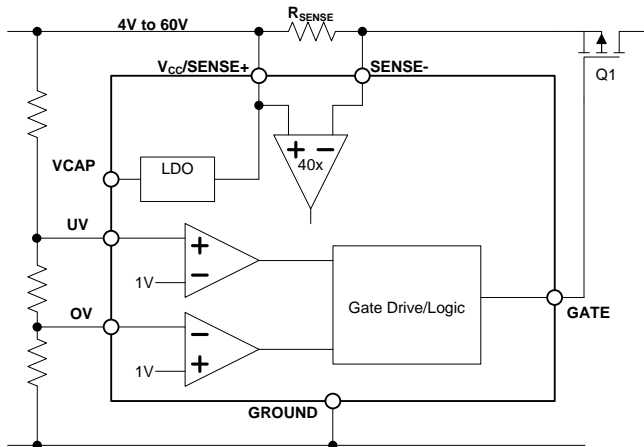 4V to 60V
RSENSE
VCC/SENSE+
SENSE-
Q1
+ −
40x
VCAP
LDO
UV
+
−
1V
Gate Drive/Logic
GATE
OV
−
+
1V
GROUND